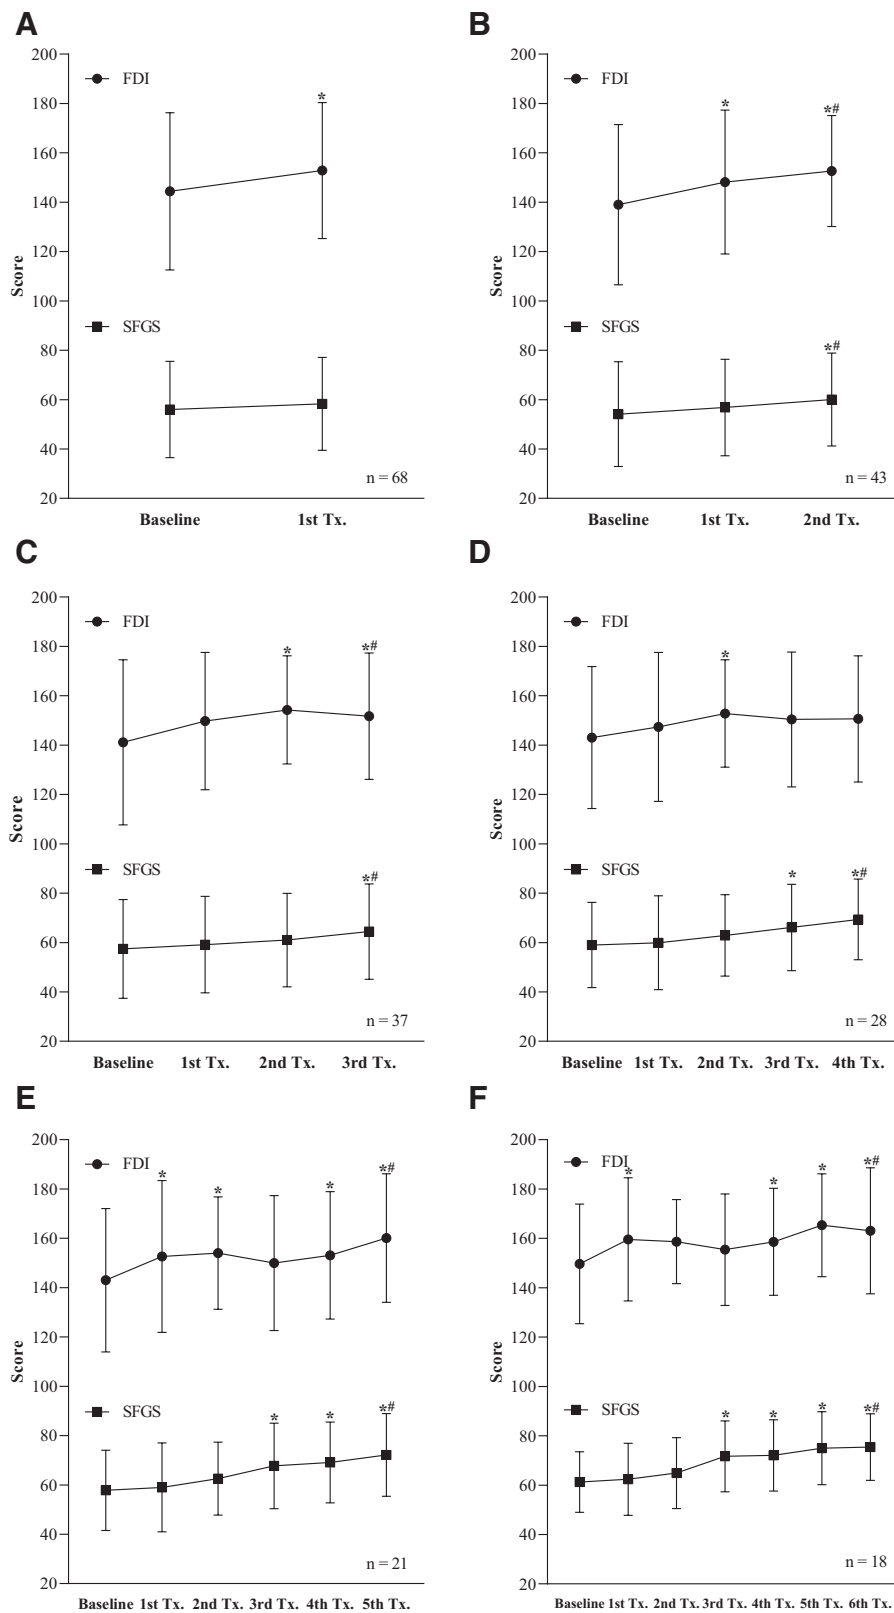 A
200
180
160
140
120
100
80
60
40
20
Score
FDI
*
SFGS
n = 68
Baseline 1st Tx.
B
200
180
160
140
120
100
80
60
40
20
Score
FDI
* *#
SFGS
*#
n = 43
Baseline 1st Tx. 2nd Tx.
C
200
180
160
140
120
100
80
60
40
20
Score
FDI
* *#
SFGS
*#
n = 37
Baseline 1st Tx. 2nd Tx. 3rd Tx.
D
200
180
160
140
120
100
80
60
40
20
Score
FDI
*
SFGS
* *#
n = 28
Baseline 1st Tx. 2nd Tx. 3rd Tx. 4th Tx.
E
200
180
160
140
120
100
80
60
40
20
Score
FDI
* * * *#
SFGS
* * *#
n = 21
Baseline 1st Tx. 2nd Tx. 3rd Tx. 4th Tx. 5th Tx.
F
200
180
160
140
120
100
80
60
40
20
Score
FDI
* * * *#
SFGS
* * * *#
n = 18
Baseline 1st Tx. 2nd Tx. 3rd Tx. 4th Tx. 5th Tx. 6th Tx.